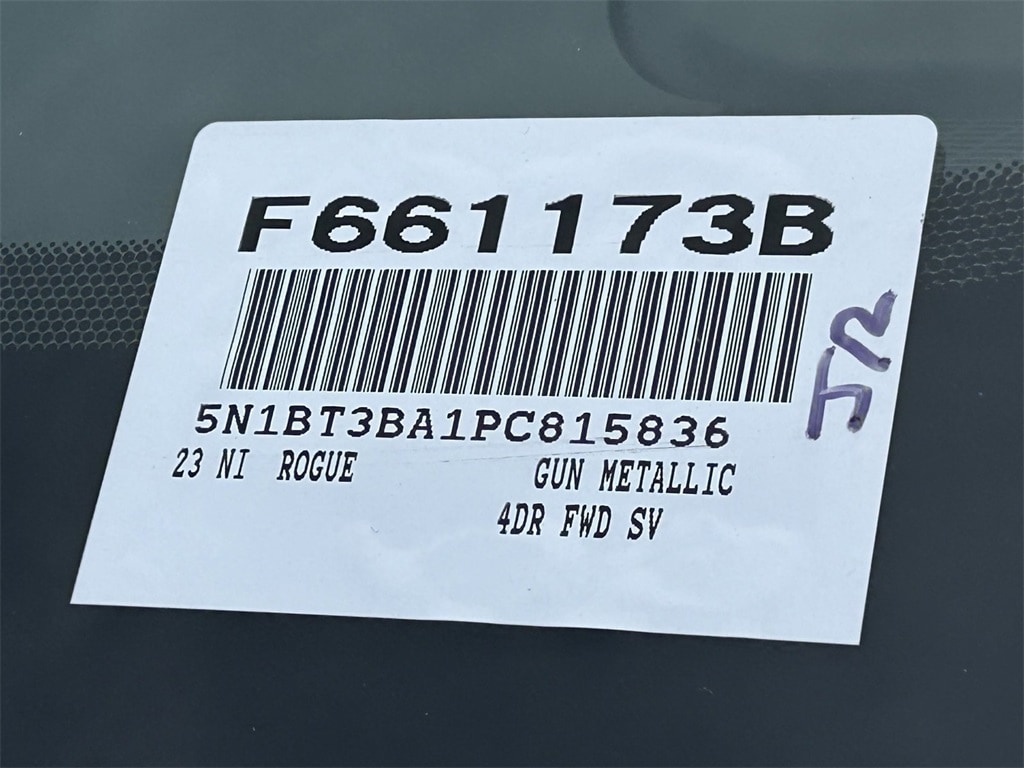 F661173B
5N1BT3BA1PC815836
23 NI ROGUE GUN METALLIC
4DR FWD SV